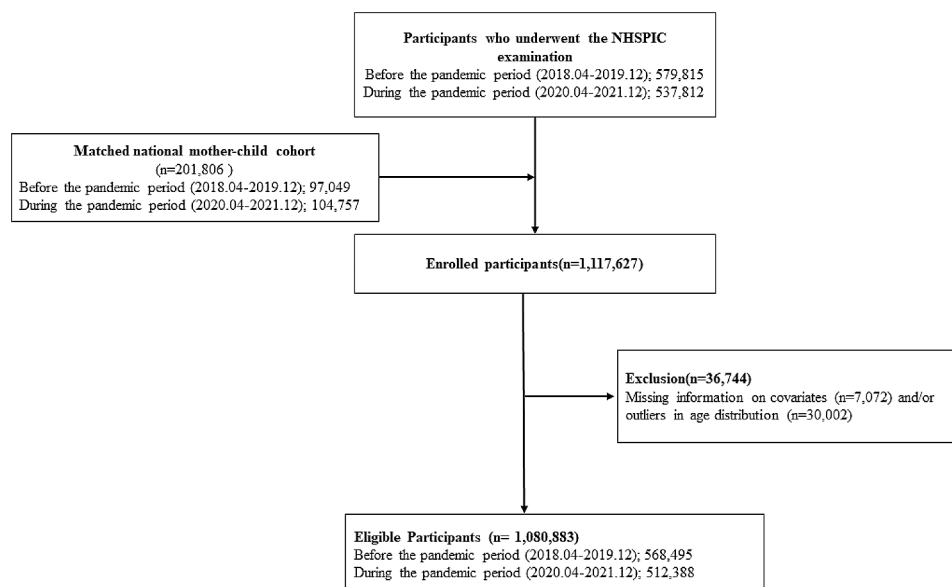 Participants who underwent the NHSPIC
examination
Before the pandemic period (2018.04-2019.12); 579,815
During the pandemic period (2020.04-2021.12); 537,812
Matched national mother-child cohort
(n=201,806 )
Before the pandemic period (2018.04-2019.12); 97,049
During the pandemic period (2020.04-2021.12); 104,757
Enrolled participants(n=1,117,627)
Exclusion(n=36,744)
Missing information on covariates (n=7,072) and/or
outliers in age distribution (n=30,002)
Eligible Participants (n= 1,080,883)
Before the pandemic period (2018.04-2019.12); 568,495
During the pandemic period (2020.04-2021.12); 512,388